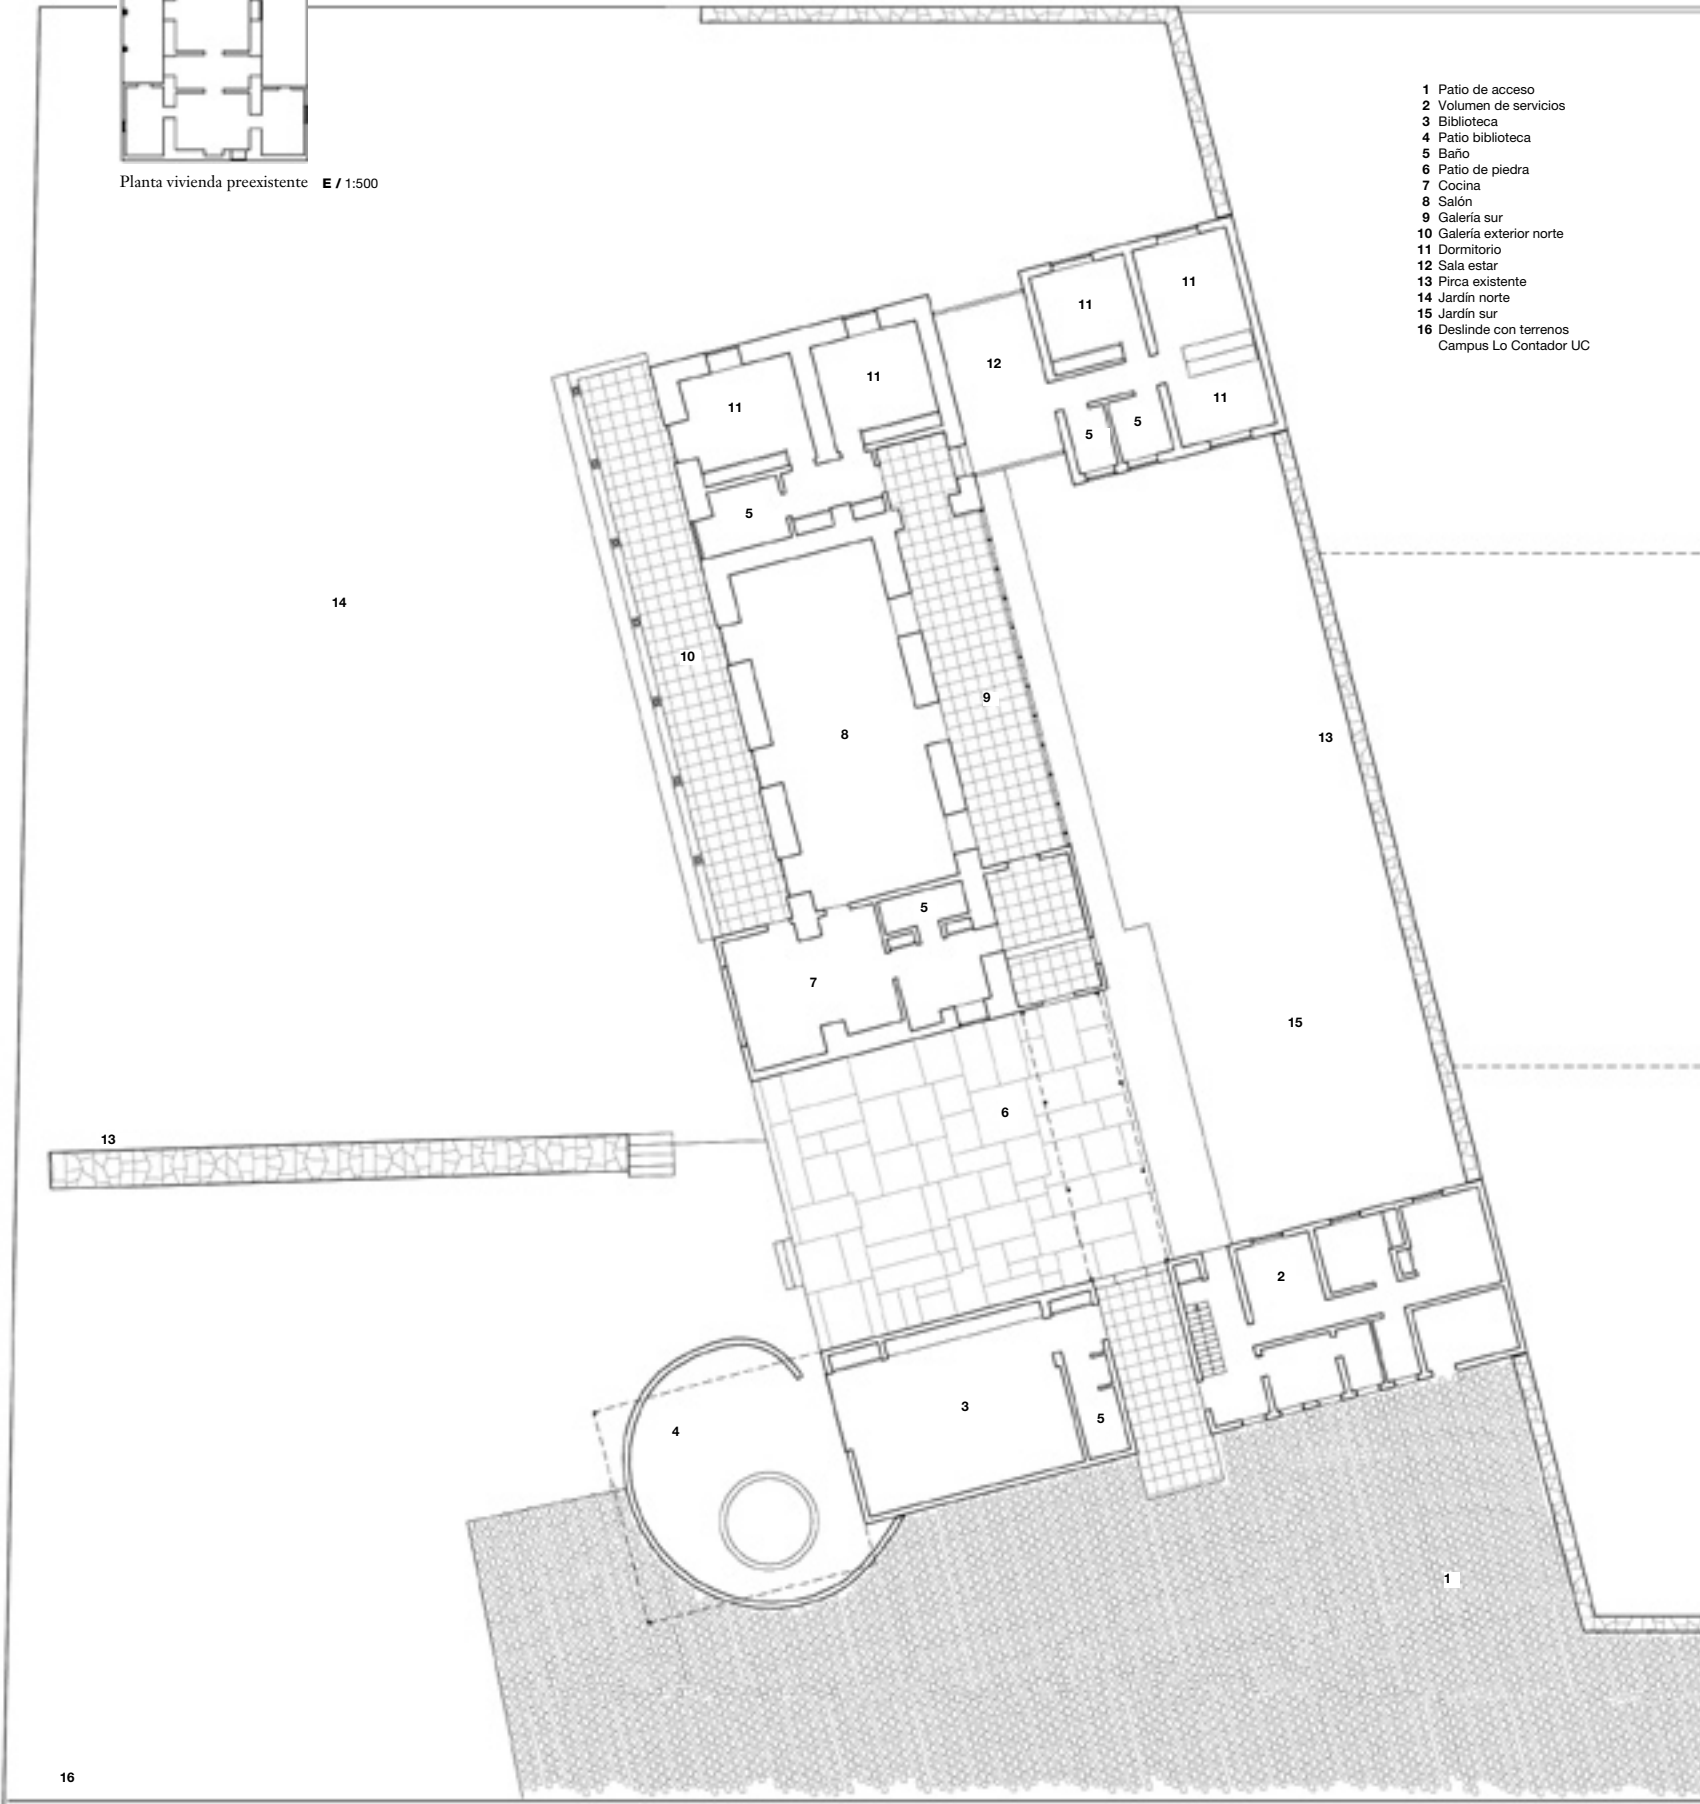 Planta vivienda preexistente E / 1:500
1 Patio de acceso
2 Volumen de servicios
3 Biblioteca
4 Patio biblioteca
5 Baño
6 Patio de piedra
7 Cocina
8 Salón
9 Galería sur
10 Galería exterior norte
11 Dormitorio
12 Sala estar
13 Pirca existente
14 Jardín norte
15 Jardín sur
16 Deslinde con terrenos
Campus Lo Contador UC
11
11
12
11
11
11
5
5
5
14
10
9
8
13
5
7
15
6
13
2
3
5
4
1
16